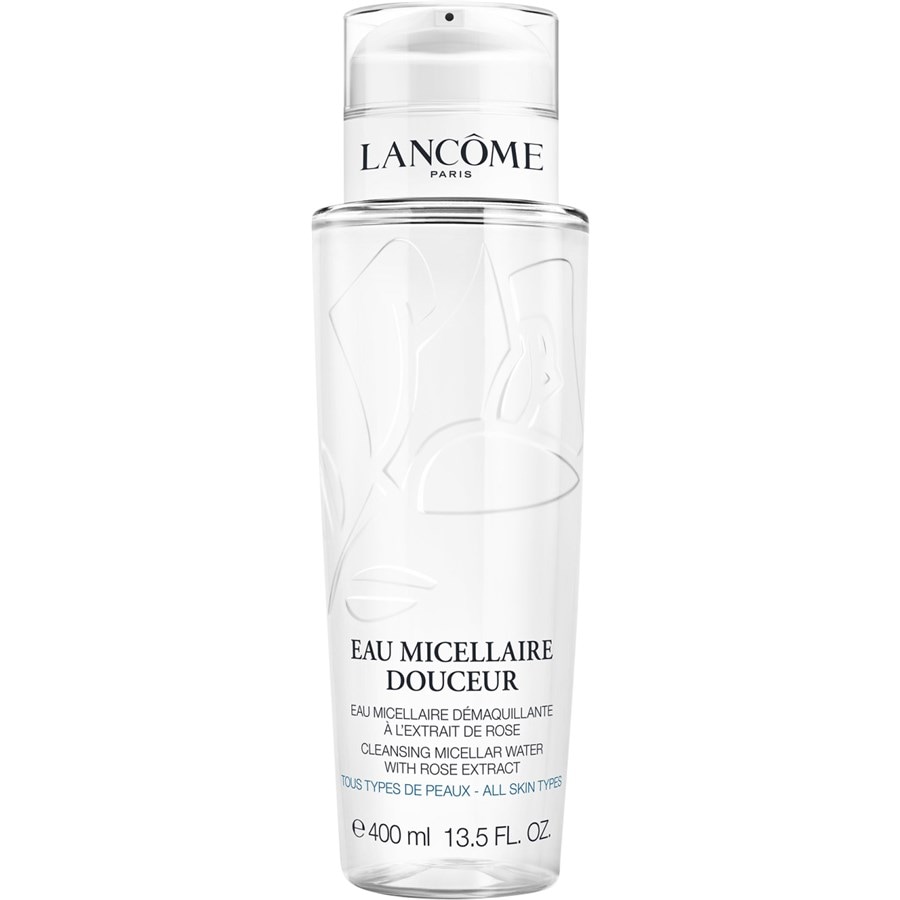 LANCÔME
PARIS
EAU MICELLAIRE
DOUCEUR
EAU MICELLAIRE DÉMAQUILLANTE
À L'EXTRAIT DE ROSE
CLEANSING MICELLAR WATER
WITH ROSE EXTRACT
TOUS TYPES DE PEAUX - ALL SKIN TYPES
℮ 400 ml 13.5 FL. OZ.